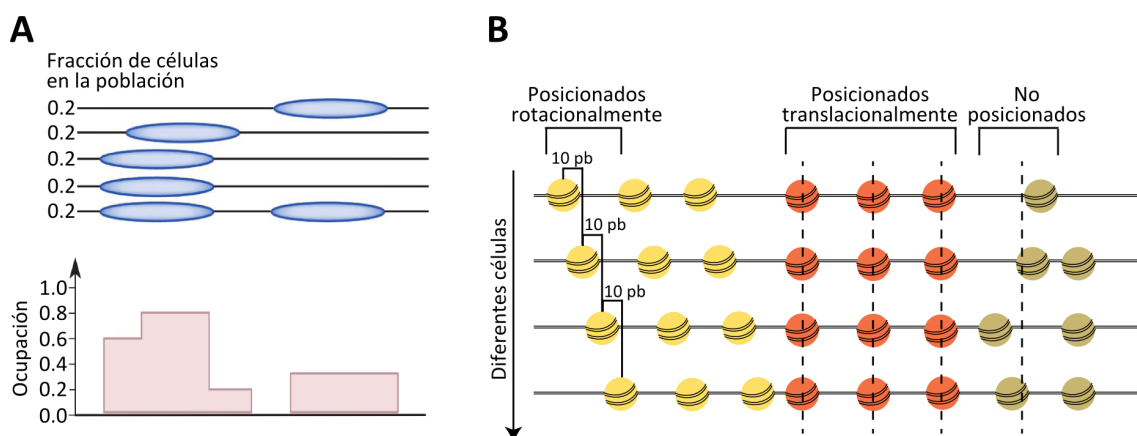 A
Fracción de células
en la población
0.2
0.2
0.2
0.2
0.2
Ocupación
1.0
0.8
0.6
0.4
0.2
0.0
B
Posicionados
rotacionalmente
Posicionados
translacionalmente
No
posicionados
Diferentes células
10 pb
10 pb
10 pb